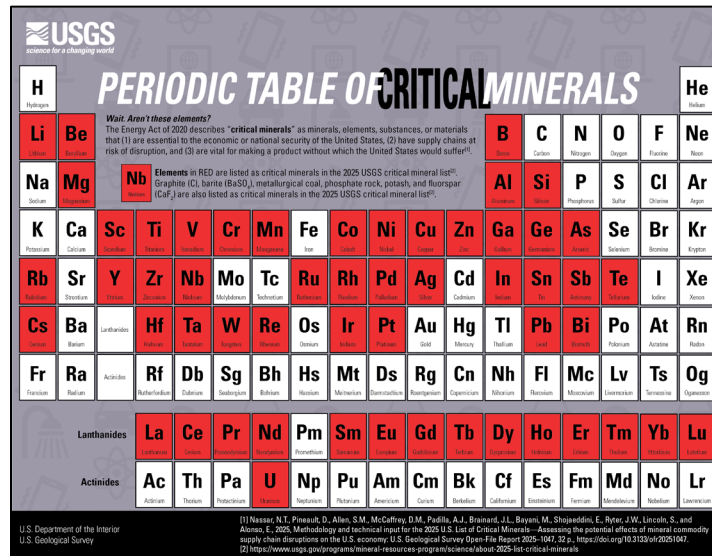 USGS
science for a changing world
PERIODIC TABLE OF CRITICAL MINERALS
H
Hydrogen
He
Helium
Wait. Aren't these elements?
The Energy Act of 2020 describes "critical minerals" as minerals, elements, substances, or materials
that (1) are essential to the economic or national security of the United States, (2) have supply chains at
risk of disruption, and (3) are vital for making a product without which the United States would suffer[1].
Nb
Niobium
Elements in RED are listed as critical minerals in the 2025 USGS critical mineral list[2].
Graphite (C), barite (BaSO4), metallurgical coal, phosphate rock, potash, and fluorspar
(CaF2) are also listed as critical minerals in the 2025 USGS critical mineral list[2].
Li Be B C N O F Ne
Lithium Beryllium Boron Carbon Nitrogen Oxygen Fluorine Neon
Na Mg Al Si P S Cl Ar
Sodium Magnesium Aluminum Silicon Phosphorus Sulfur Chlorine Argon
K Ca Sc Ti V Cr Mn Fe Co Ni Cu Zn Ga Ge As Se Br Kr
Potassium Calcium Scandium Titanium Vanadium Chromium Manganese Iron Cobalt Nickel Copper Zinc Gallium Germanium Arsenic Selenium Bromine Krypton
Rb Sr Y Zr Nb Mo Tc Ru Rh Pd Ag Cd In Sn Sb Te I Xe
Rubidium Strontium Yttrium Zirconium Niobium Molybdenum Technetium Ruthenium Rhodium Palladium Silver Cadmium Indium Tin Antimony Tellurium Iodine Xenon
Cs Ba Lanthanides Hf Ta W Re Os Ir Pt Au Hg Tl Pb Bi Po At Rn
Cesium Barium Hafnium Tantalum Tungsten Rhenium Osmium Iridium Platinum Gold Mercury Thallium Lead Bismuth Polonium Astatine Radon
Fr Ra Actinides Rf Db Sg Bh Hs Mt Ds Rg Cn Nh Fl Mc Lv Ts Og
Francium Radium Rutherfordium Dubnium Seaborgium Bohrium Hassium Meitnerium Darmstadtium Roentgenium Copernicium Nihonium Flerovium Moscovium Livermorium Tennessine Oganesson
Lanthanides La Ce Pr Nd Pm Sm Eu Gd Tb Dy Ho Er Tm Yb Lu
Lanthanum Cerium Praseodymium Neodymium Promethium Samarium Europium Gadolinium Terbium Dysprosium Holmium Erbium Thulium Ytterbium Lutetium
Actinides Ac Th Pa U Np Pu Am Cm Bk Cf Es Fm Md No Lr
Actinium Thorium Protactinium Uranium Neptunium Plutonium Americium Curium Berkelium Californium Einsteinium Fermium Mendelevium Nobelium Lawrencium
U.S. Department of the Interior
U.S. Geological Survey
[1] Nassar, N.T., Pineault, D., Allen, S.M., McCaffrey, D.M., Padilla, A.J., Brainard, J.L., Bayani, M., Shojaeddini, E., Ryter, J.W., Lincoln, S., and
Alonso, E., 2025, Methodology and technical input for the 2025 U.S. List of Critical Minerals—Assessing the potential effects of mineral commodity
supply chain disruptions on the U.S. economy: U.S. Geological Survey Open-File Report 2025–1047, 32 p., https://doi.org/10.3133/ofr20251047.
[2] https://www.usgs.gov/programs/mineral-resources-program/science/about-2025-list-critical-minerals